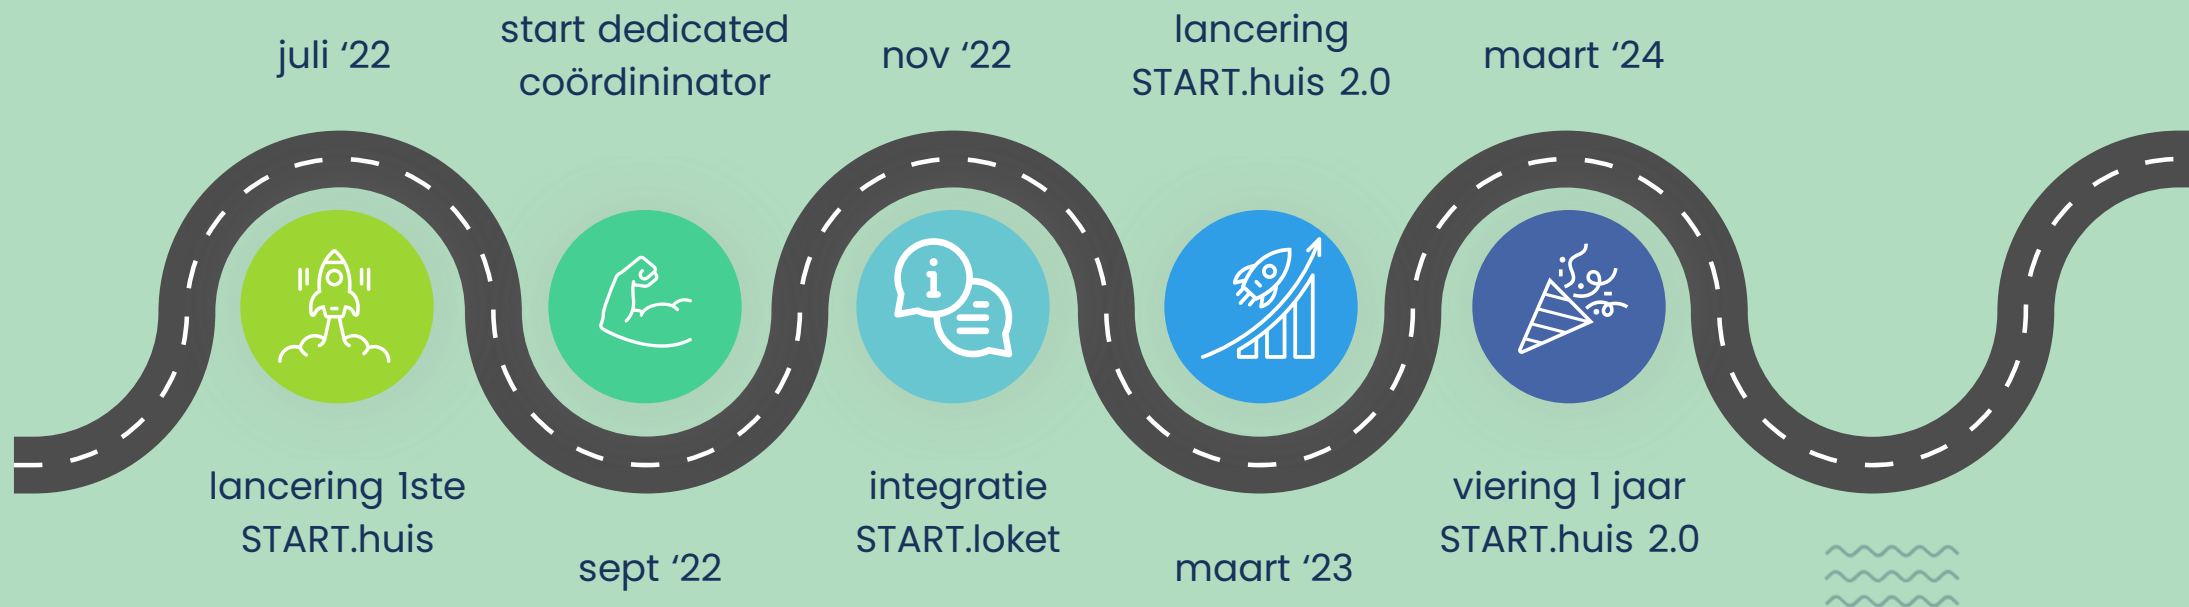 juli ‘22
lancering 1ste
START.huis
start dedicated
coördininator
sept ‘22
nov ‘22
integratie
START.loket
lancering
START.huis 2.0
maart ‘23
maart ‘24
viering 1 jaar
START.huis 2.0